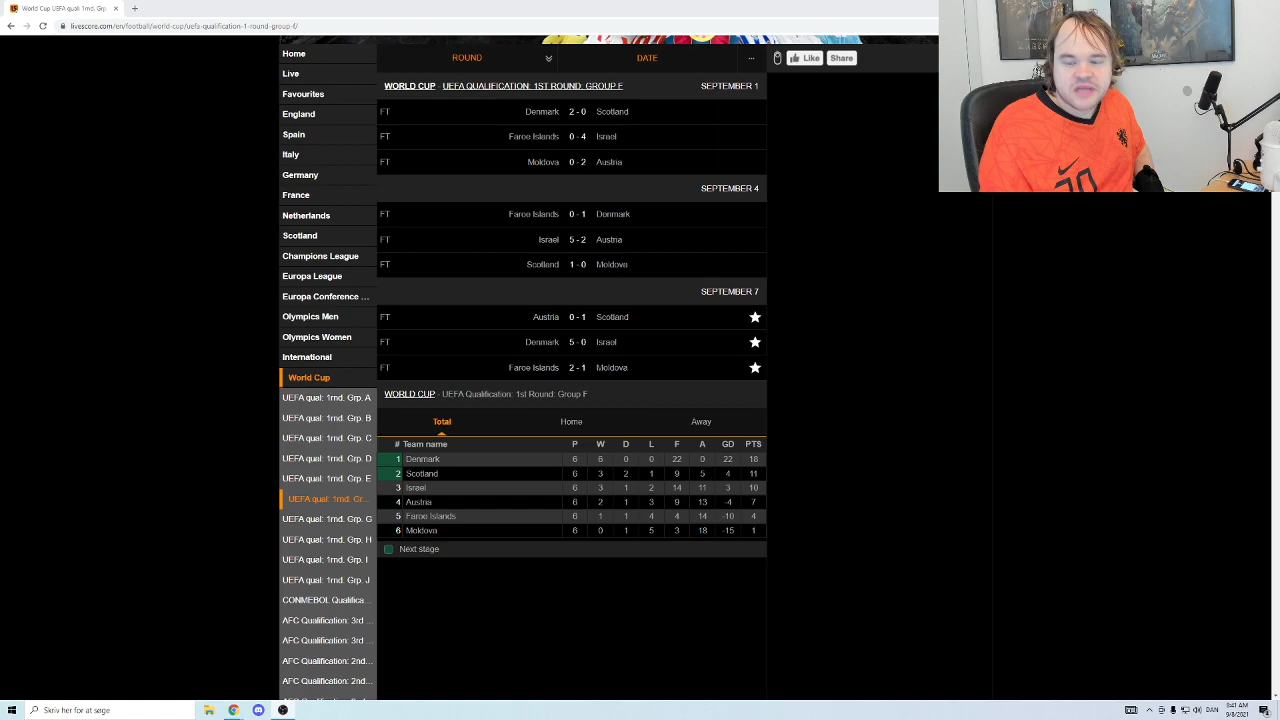 World Cup UEFA qual: 1rnd. Grp.
livescore.com/en/football/world-cup/uefa-qualification-1-round-group-f/
Home
Live
Favourites
England
Spain
Italy
Germany
France
Netherlands
Scotland
Champions League
Europa League
Europa Conference ...
Olympics Men
Olympics Women
International
World Cup
UEFA qual: 1rnd. Grp. A
UEFA qual: 1rnd. Grp. B
UEFA qual: 1rnd. Grp. C
UEFA qual: 1rnd. Grp. D
UEFA qual: 1rnd. Grp. E
UEFA qual: 1rnd. Gr...
UEFA qual: 1rnd. Grp. G
UEFA qual: 1rnd. Grp. H
UEFA qual: 1rnd. Grp. I
UEFA qual: 1rnd. Grp. J
CONMEBOL Qualifica...
AFC Qualification: 3rd ...
AFC Qualification: 3rd ...
AFC Qualification: 2nd...
AFC Qualification: 2nd...
ROUND DATE ...
WORLD CUP - UEFA QUALIFICATION: 1ST ROUND: GROUP F SEPTEMBER 1
FT Denmark 2 - 0 Scotland
FT Faroe Islands 0 - 4 Israel
FT Moldova 0 - 2 Austria
SEPTEMBER 4
FT Faroe Islands 0 - 1 Denmark
FT Israel 5 - 2 Austria
FT Scotland 1 - 0 Moldova
SEPTEMBER 7
FT Austria 0 - 1 Scotland
FT Denmark 5 - 0 Israel
FT Faroe Islands 2 - 1 Moldova
WORLD CUP - UEFA Qualification: 1st Round: Group F
Total Home Away
# Team name P W D L F A GD PTS
1 Denmark 6 6 0 0 22 0 22 18
2 Scotland 6 3 2 1 9 5 4 11
3 Israel 6 3 1 2 14 11 3 10
4 Austria 6 2 1 3 9 13 -4 7
5 Faroe Islands 6 1 1 4 4 14 -10 4
6 Moldova 6 0 1 5 3 18 -15 1
Next stage
Like Share
Skriv her for at søge
DAN
9:41 AM
9/8/2021